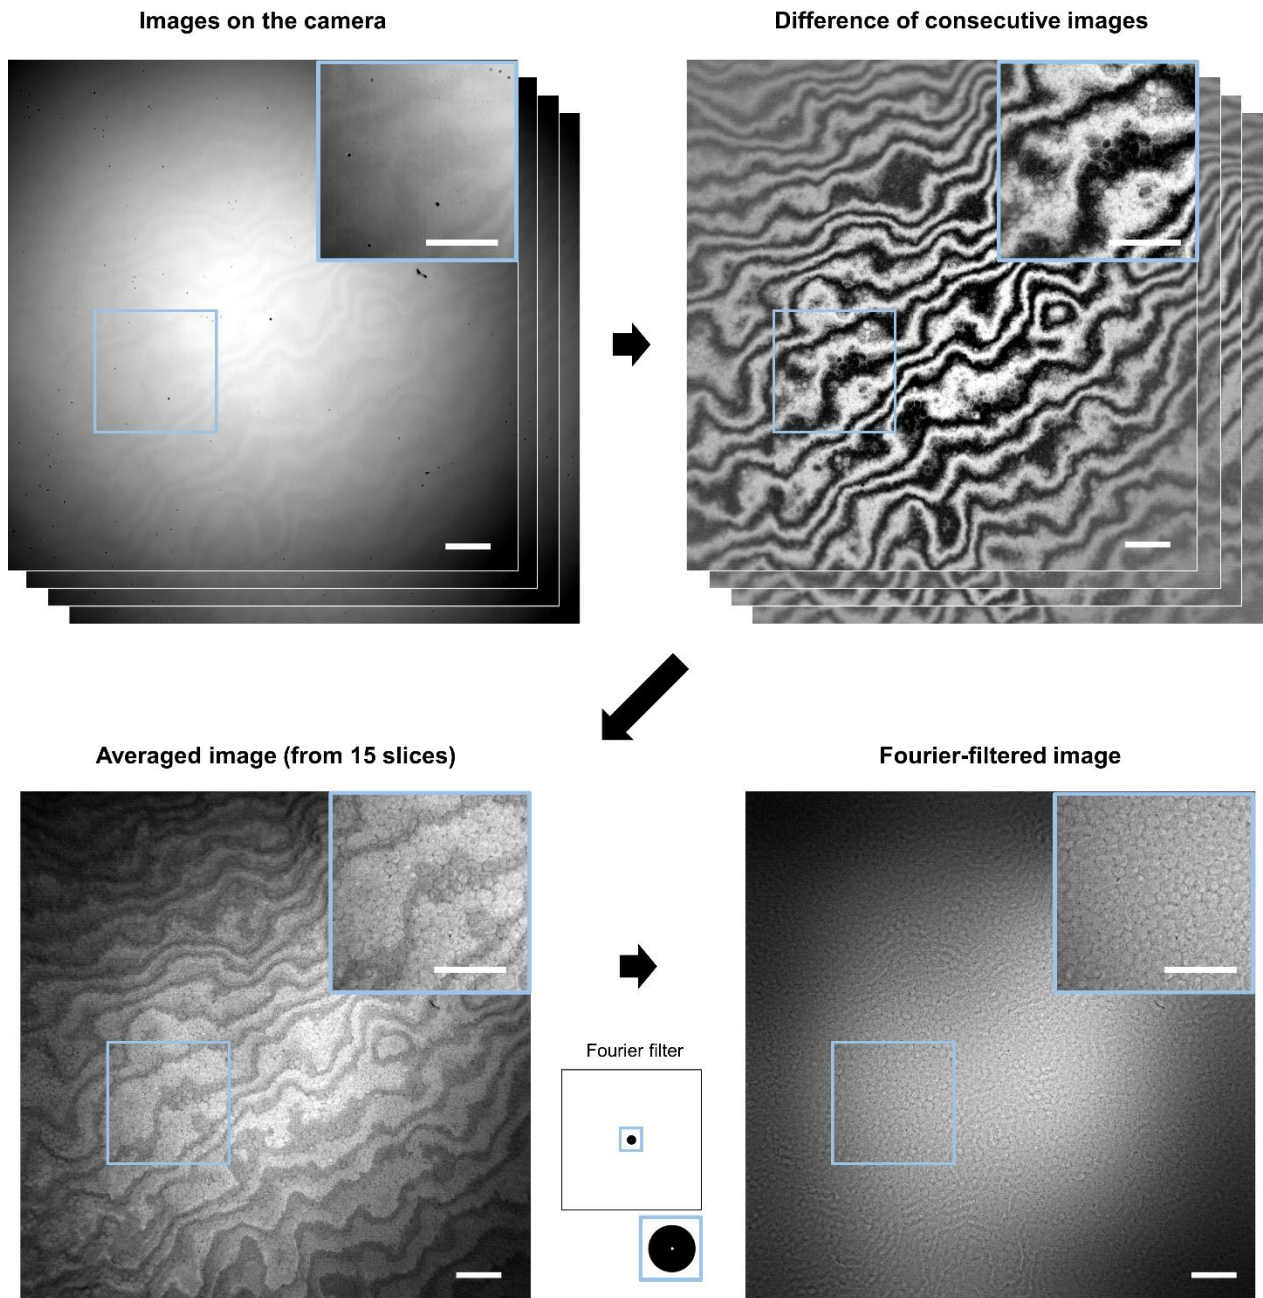 Images on the camera
Difference of consecutive images
Averaged image (from 15 slices)
Fourier-filtered image
Fourier filter